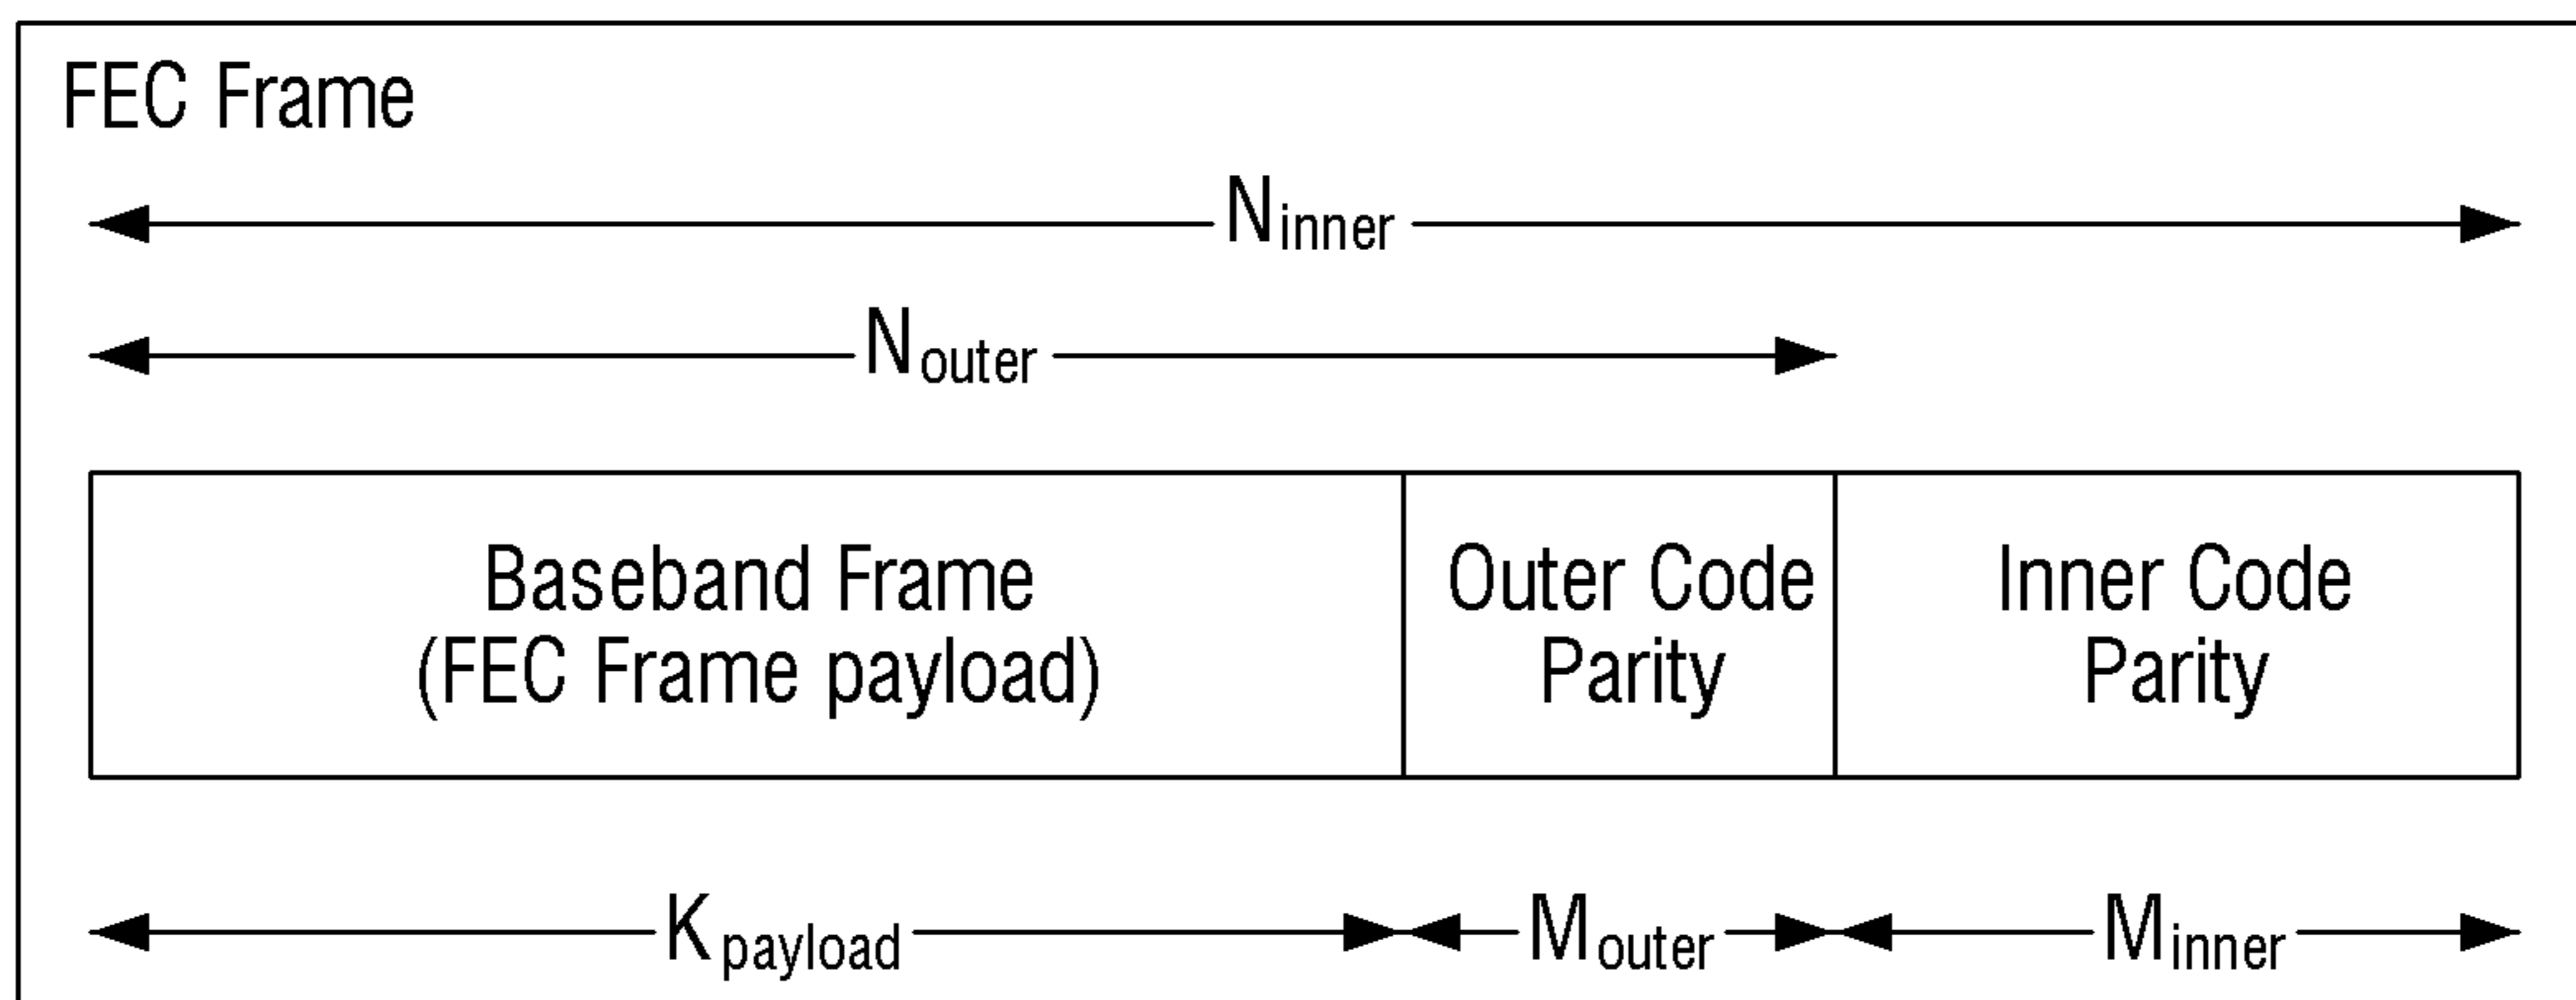 FEC Frame
Ninner
Nouter
Baseband Frame
(FEC Frame payload)
Outer Code
Parity
Inner Code
Parity
Kpayload
Mouter
Minner